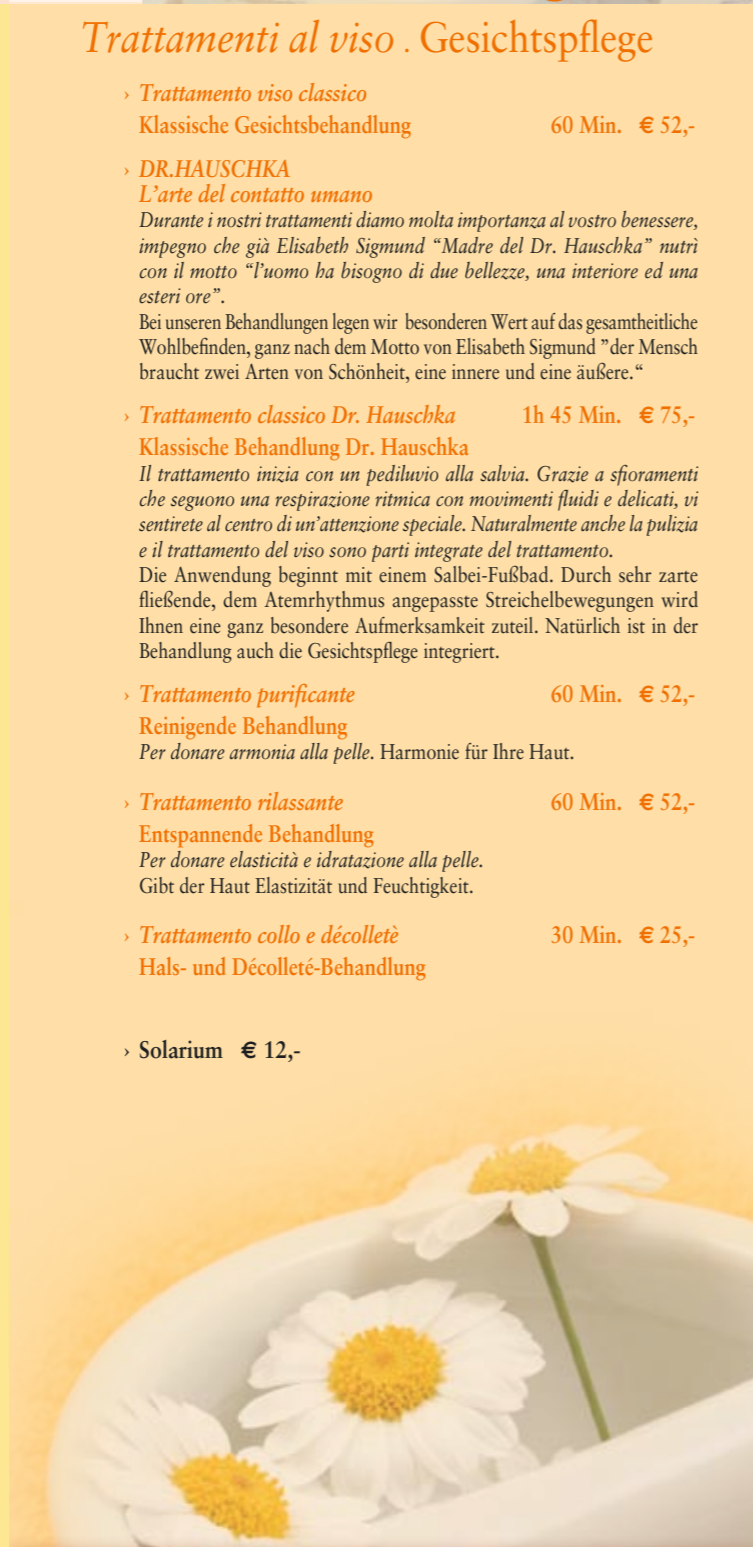 Trattamenti al viso . Gesichtspflege
› Trattamento viso classico
Klassische Gesichtsbehandlung 60 Min. € 52,-
› DR.HAUSCHKA
L'arte del contatto umano
Durante i nostri trattamenti diamo molta importanza al vostro benessere,
impegno che già Elisabeth Sigmund “Madre del Dr. Hauschka” nutrì
con il motto “l'uomo ha bisogno di due bellezze, una interiore ed una
esteri ore”.
Bei unseren Behandlungen legen wir besonderen Wert auf das gesamtheitliche
Wohlbefinden, ganz nach dem Motto von Elisabeth Sigmund ”der Mensch
braucht zwei Arten von Schönheit, eine innere und eine äußere.“
› Trattamento classico Dr. Hauschka 1h 45 Min. € 75,-
Klassische Behandlung Dr. Hauschka
Il trattamento inizia con un pediluvio alla salvia. Grazie a sfioramenti
che seguono una respirazione ritmica con movimenti fluidi e delicati, vi
sentirete al centro di un'attenzione speciale. Naturalmente anche la pulizia
e il trattamento del viso sono parti integrate del trattamento.
Die Anwendung beginnt mit einem Salbei-Fußbad. Durch sehr zarte
fließende, dem Atemrhythmus angepasste Streichelbewegungen wird
Ihnen eine ganz besondere Aufmerksamkeit zuteil. Natürlich ist in der
Behandlung auch die Gesichtspflege integriert.
› Trattamento purificante 60 Min. € 52,-
Reinigende Behandlung
Per donare armonia alla pelle. Harmonie für Ihre Haut.
› Trattamento rilassante 60 Min. € 52,-
Entspannende Behandlung
Per donare elasticità e idratazione alla pelle.
Gibt der Haut Elastizität und Feuchtigkeit.
› Trattamento collo e décolletè 30 Min. € 25,-
Hals- und Décolleté-Behandlung
› Solarium € 12,-